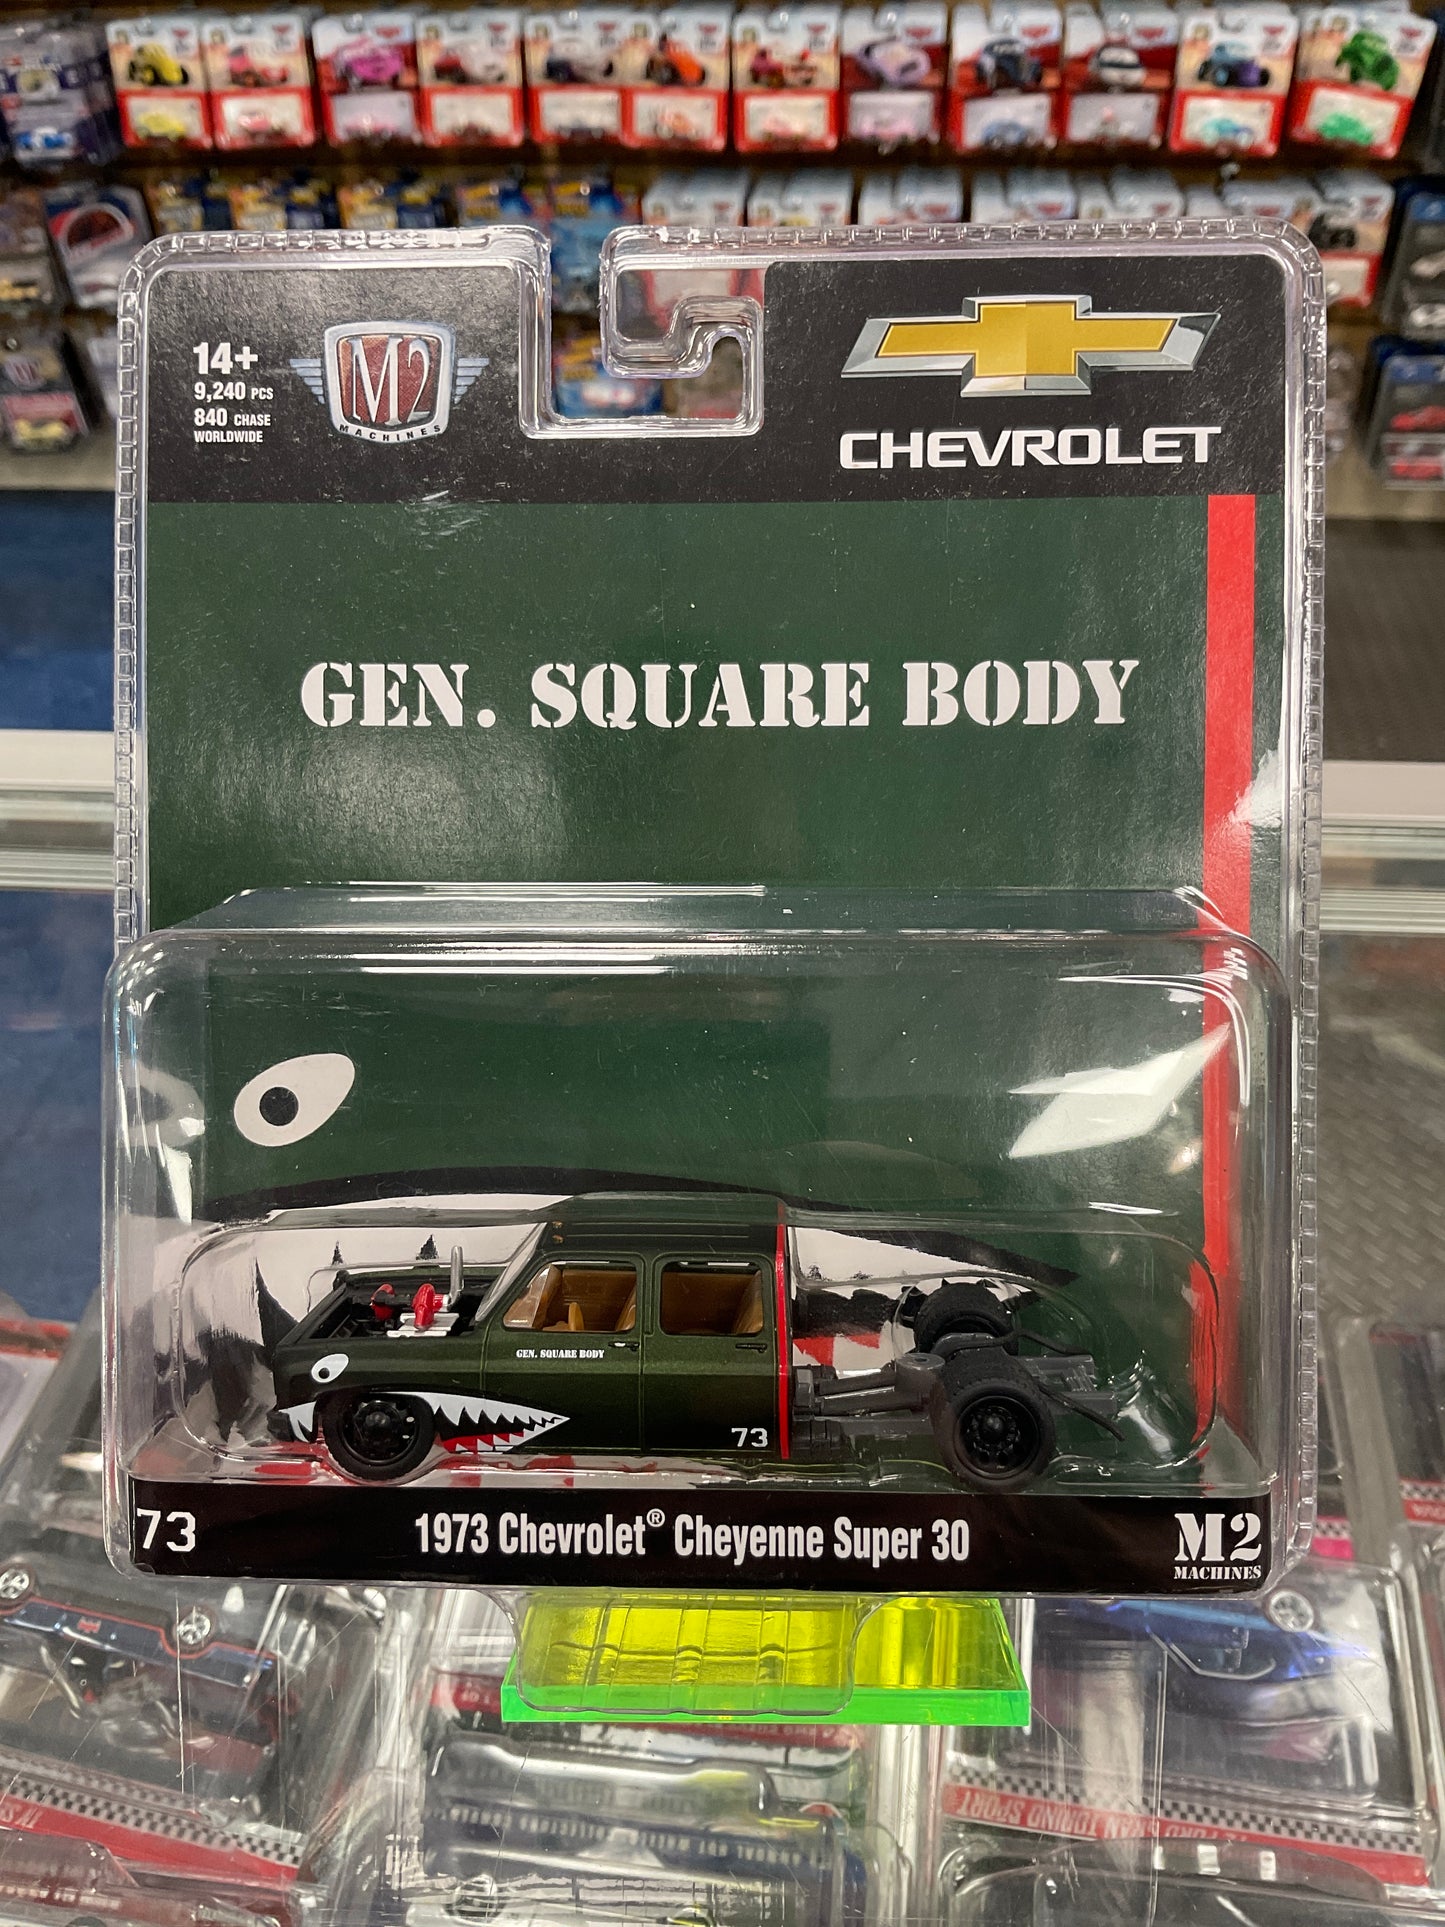 14+
9,240 PCS
840 CHASE
WORLDWIDE
M2
MACHINES
CHEVROLET
GEN. SQUARE BODY
GEN. SQUARE BODY
73
73
1973 Chevrolet® Cheyenne Super 30
M2
MACHINES